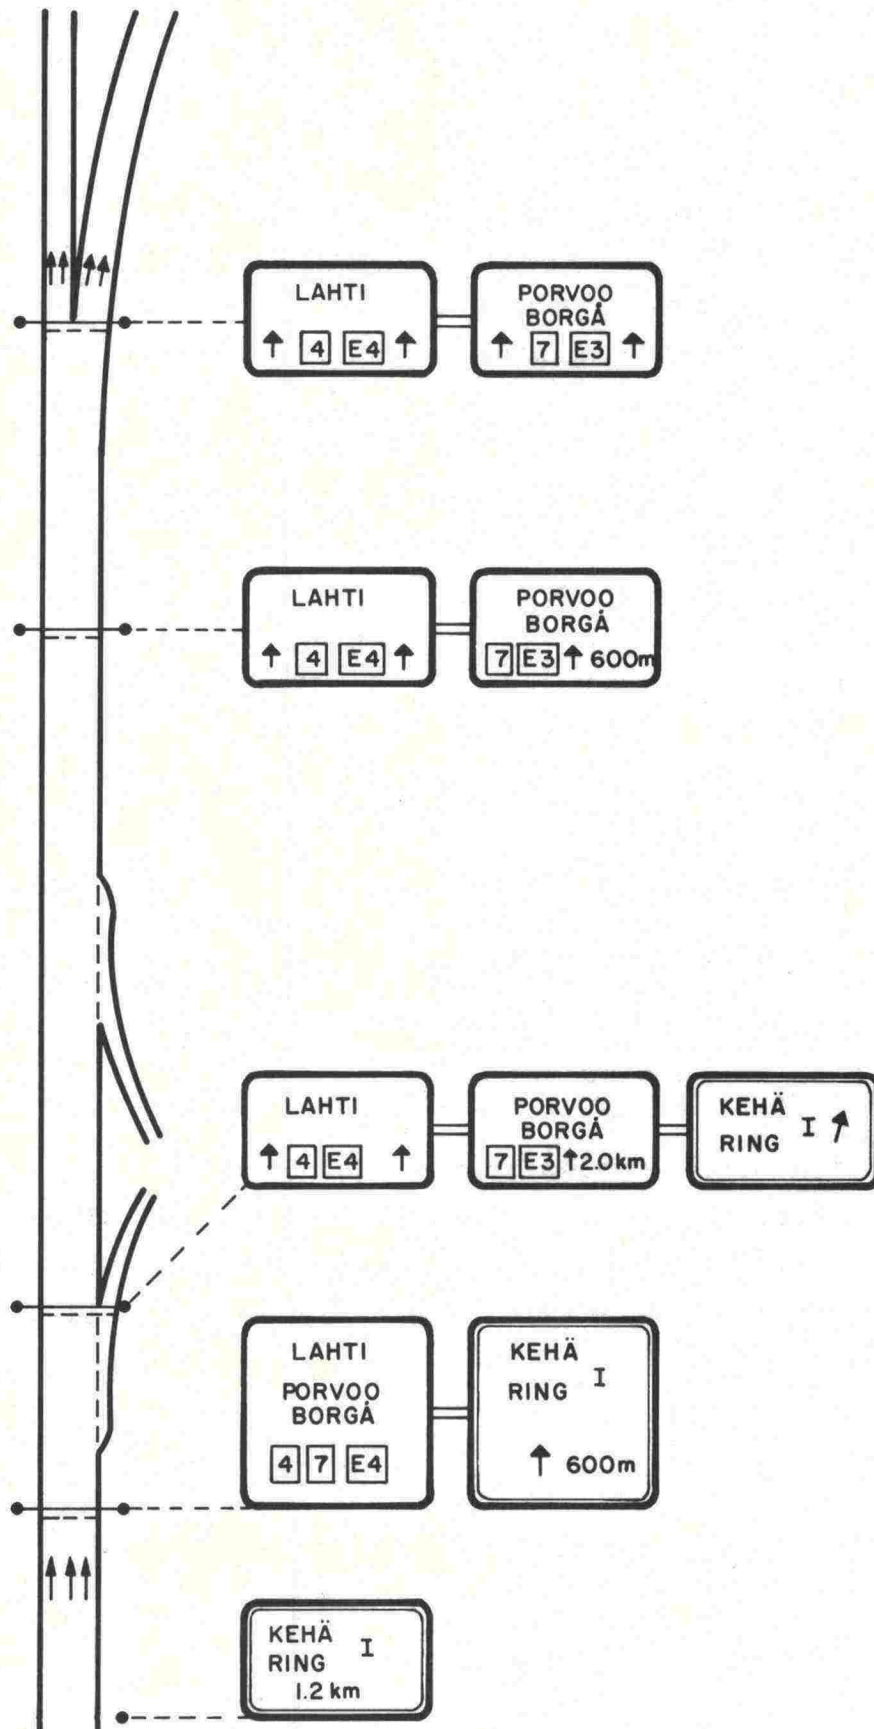 LAHTI
↑ 4 E4 ↑
PORVOO
BORGÅ
↑ 7 E3 ↑
LAHTI
↑ 4 E4 ↑
PORVOO
BORGÅ
7 E3 ↑ 600m
LAHTI
↑ 4 E4 ↑
PORVOO
BORGÅ
7 E3 ↑ 2.0km
KEHÄ
RING I
LAHTI
PORVOO
BORGÅ
4 7 E4
KEHÄ
RING I
↑ 600m
KEHÄ
RING I
1.2 km